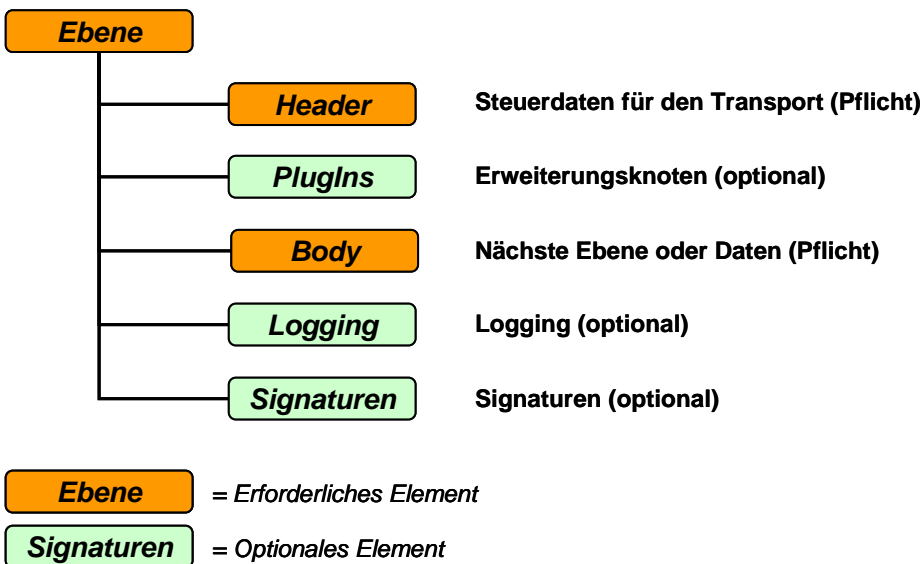 Ebene
Header Steuerdaten für den Transport (Pflicht)
PlugIns Erweiterungsknoten (optional)
Body Nächste Ebene oder Daten (Pflicht)
Logging Logging (optional)
Signaturen Signaturen (optional)
Ebene = Erforderliches Element
Signaturen = Optionales Element